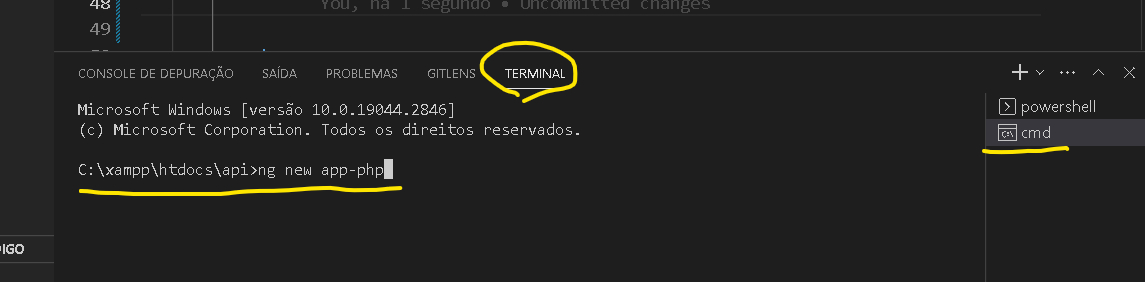 48
You, há 1 segundo • Uncommitted changes
49
CONSOLE DE DEPURAÇÃO SAÍDA PROBLEMAS GITLENS TERMINAL
Microsoft Windows [versão 10.0.19044.2846]
(c) Microsoft Corporation. Todos os direitos reservados.
C:\xampp\htdocs\api>ng new app-php
powershell
cmd
DIGO